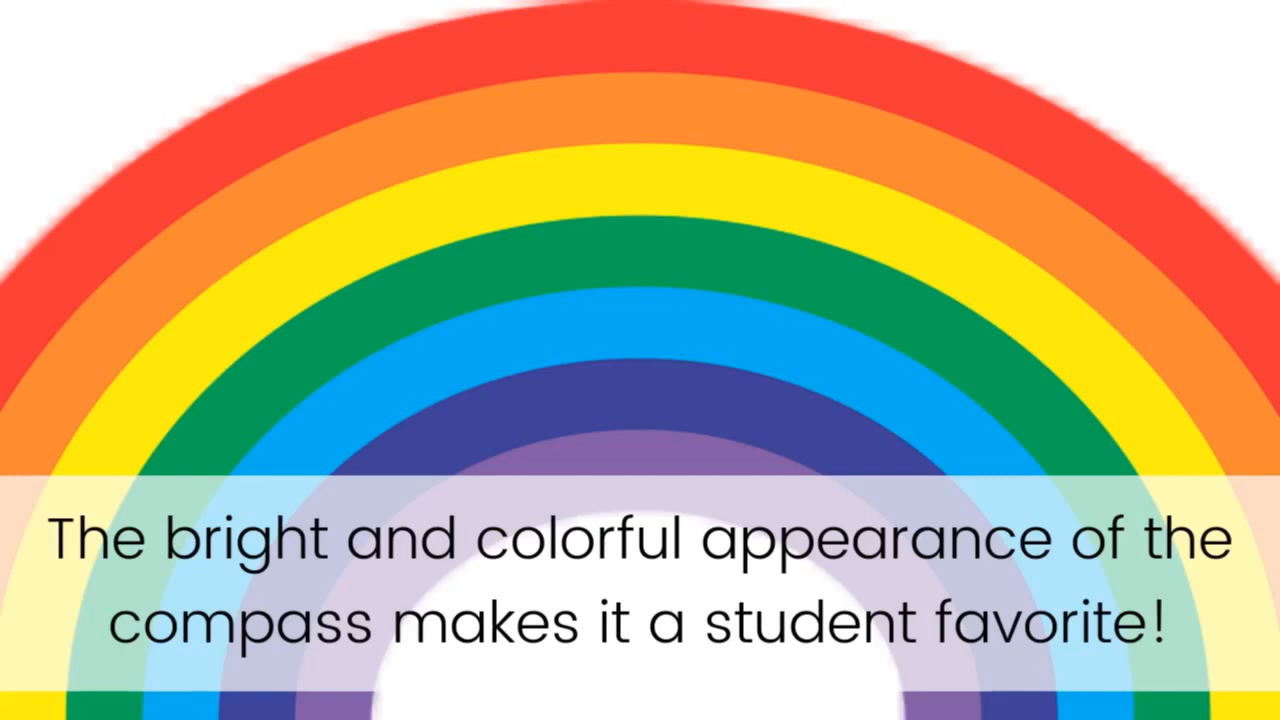 The bright and colorful appearance of the
compass makes it a student favorite!